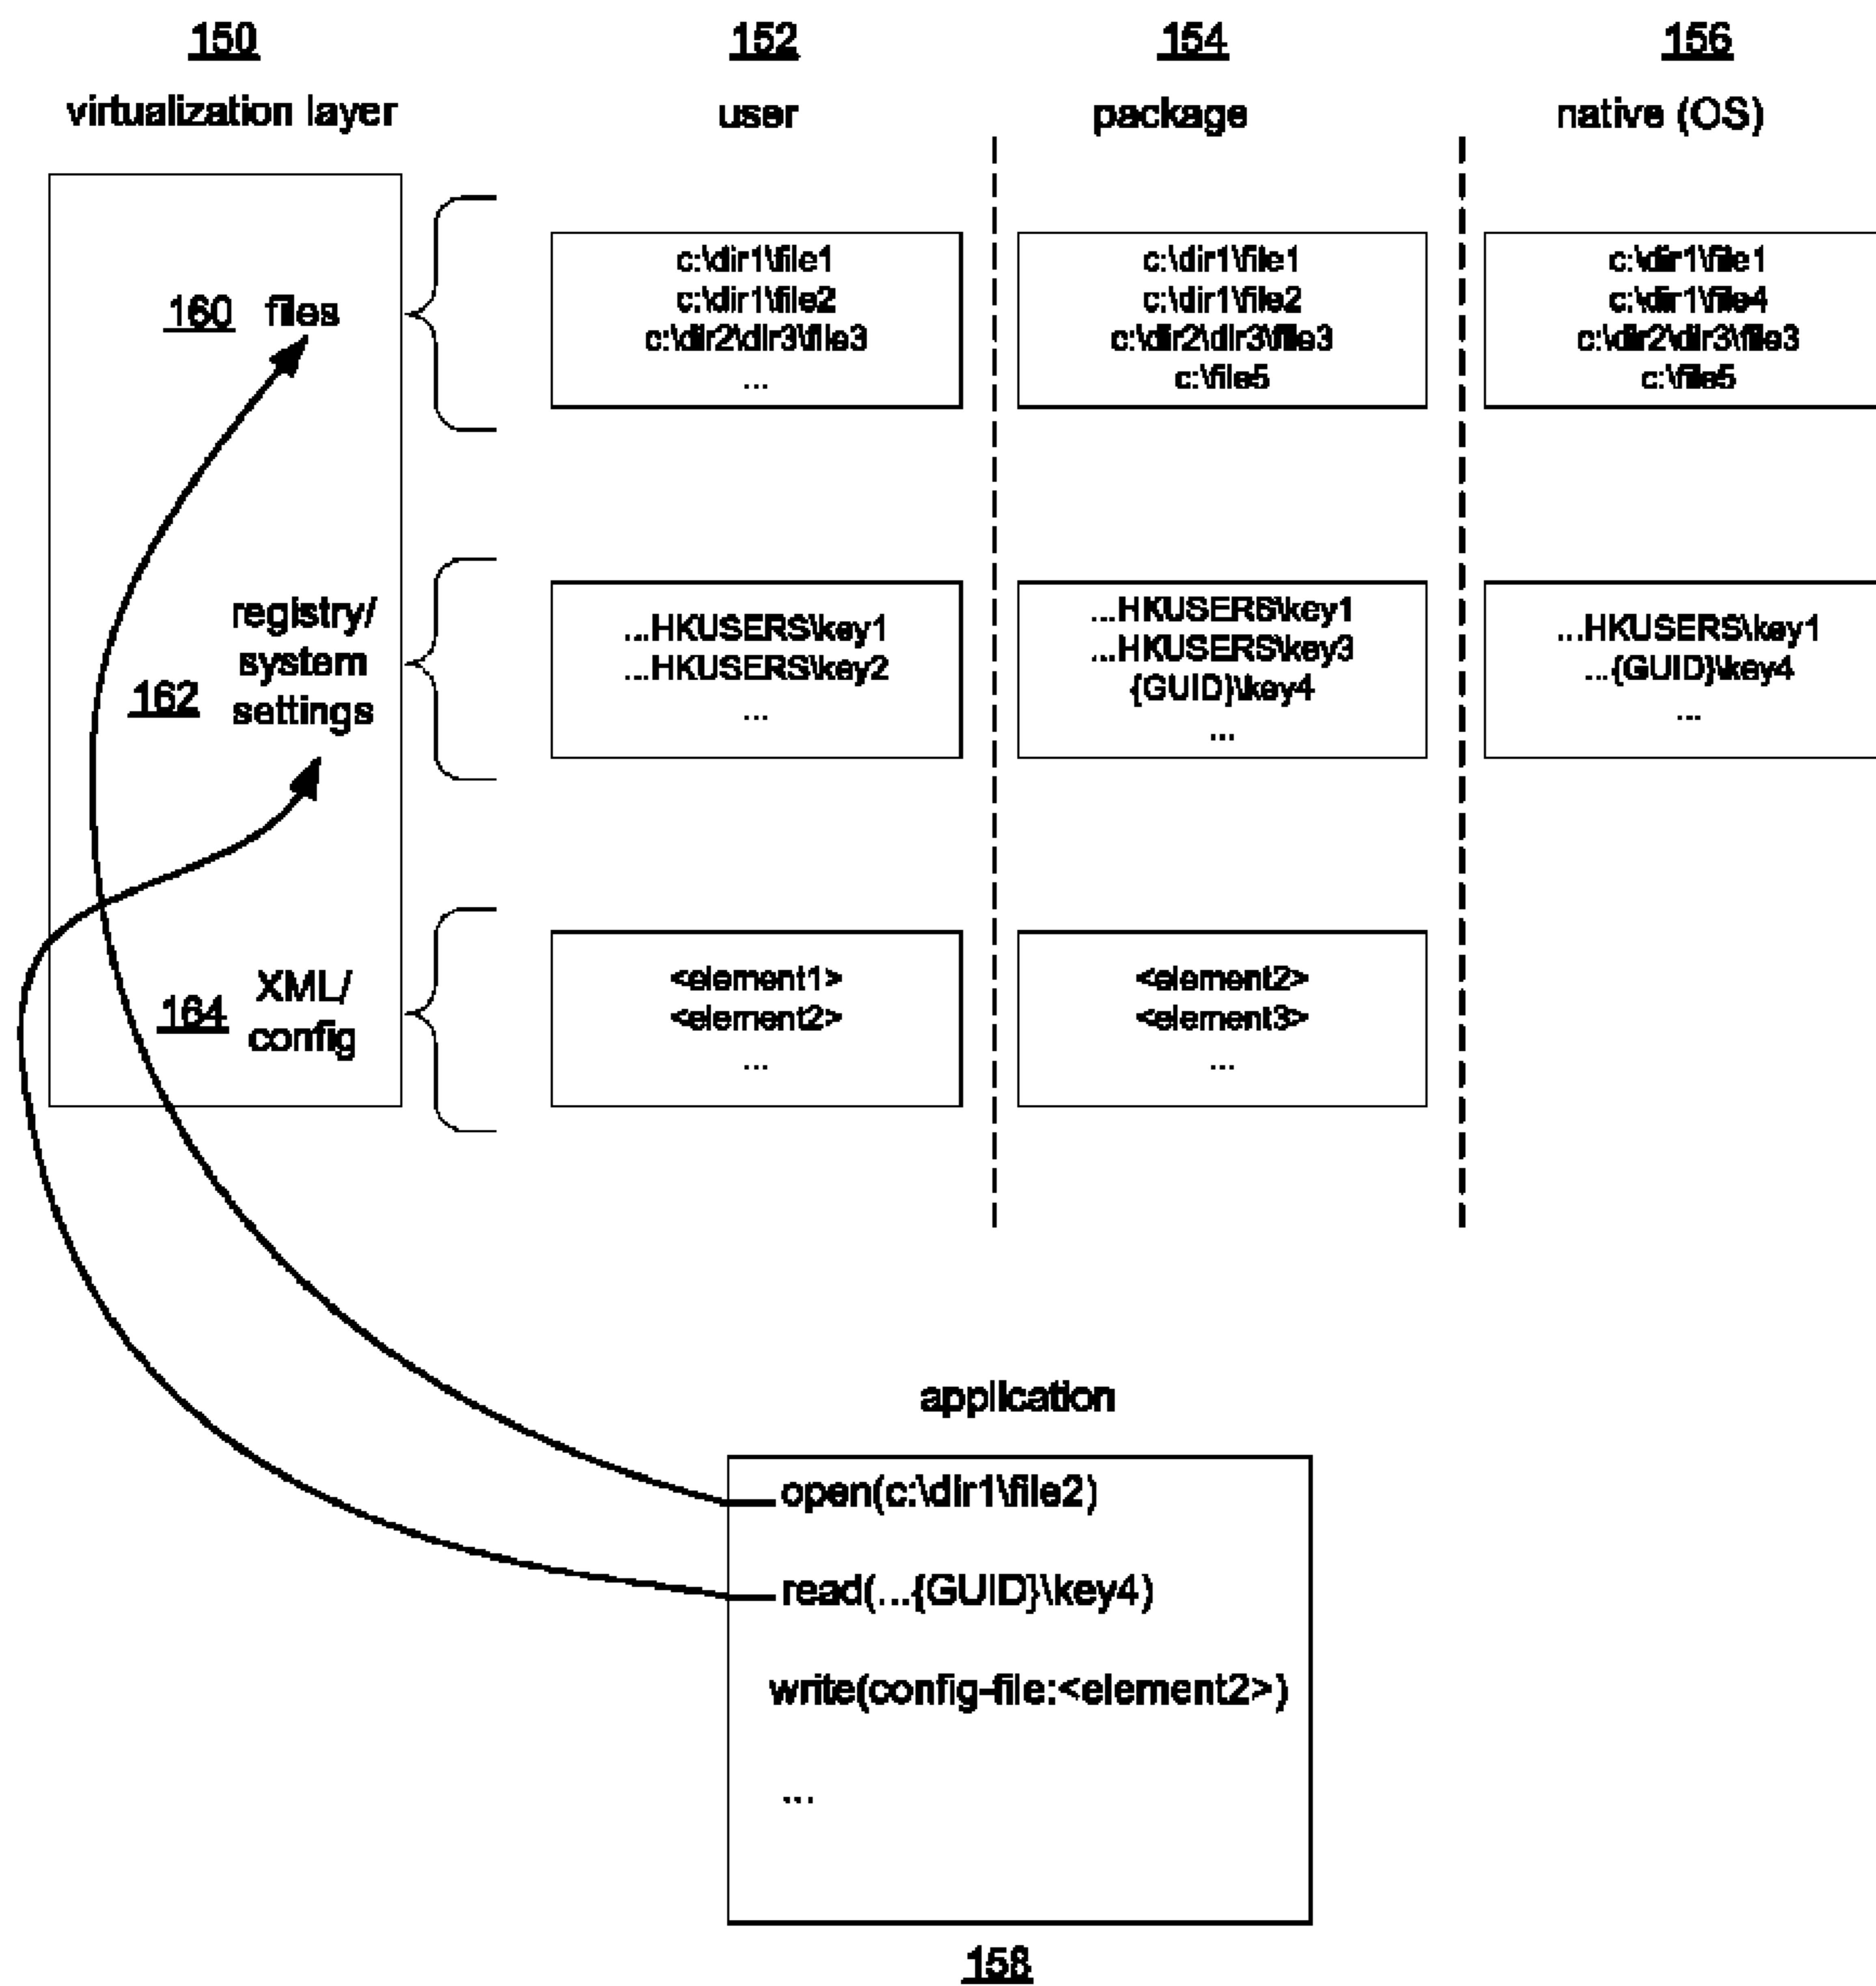 150
152
154
156
virtualization layer
user
package
native (OS)
160 files
c:\dir1\file1
c:\dir1\file2
c:\dir2\dir3\file3
...
c:\dir1\file1
c:\dir1\file2
c:\dir2\dir3\file3
c:\file5
c:\dir1\file1
c:\dir1\file4
c:\dir2\dir3\file3
c:\file5
registry/
system
162 settings
...HKUSERS\key1
...HKUSERS\key2
...
...HKUSERS\key1
...HKUSERS\key3
{GUID}\key4
...
...HKUSERS\key1
...{GUID}\key4
...
XML/
164 config
<element1>
<element2>
...
<element2>
<element3>
...
application
open(c:\dir1\file2)
read(...{GUID}\key4)
write(config-file:<element2>)
...
158